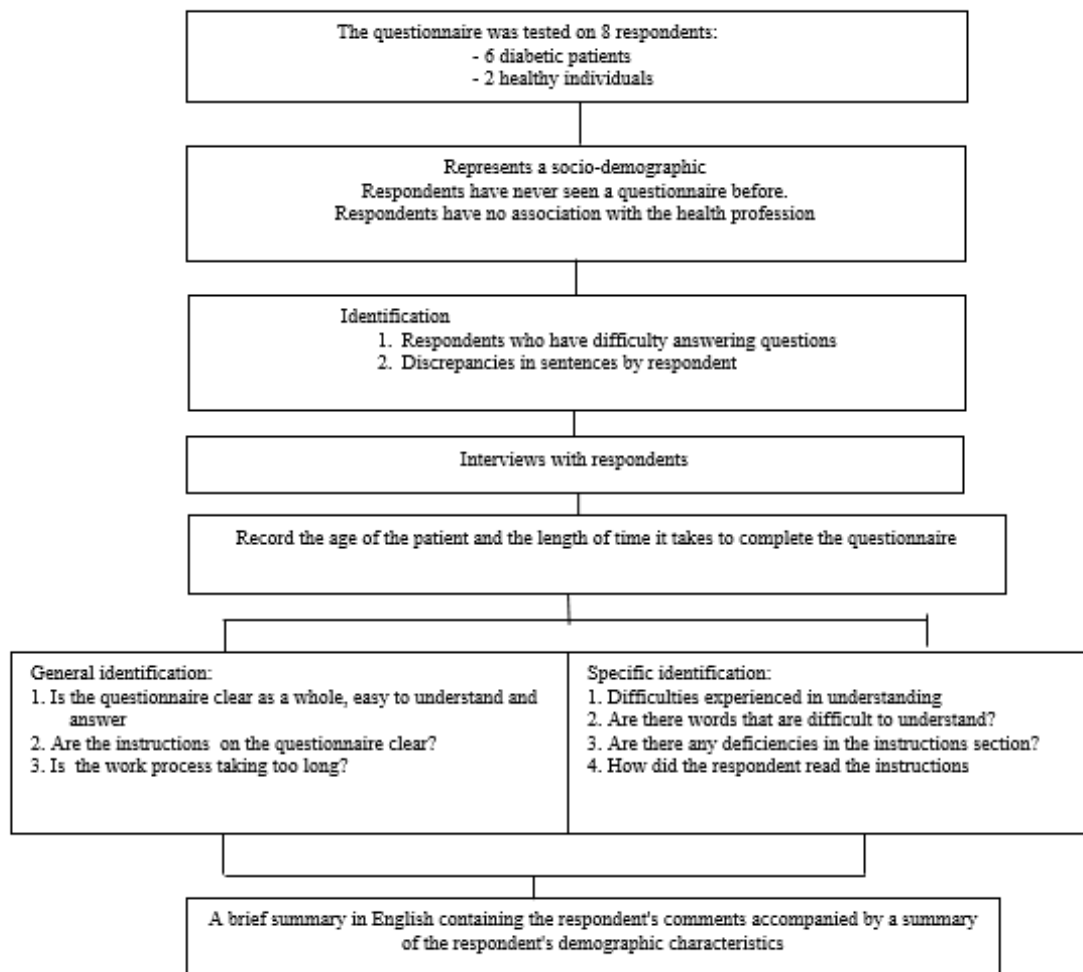 The questionnaire was tested on 8 respondents:
- 6 diabetic patients
- 2 healthy individuals
Represents a socio-demographic
Respondents have never seen a questionnaire before.
Respondents have no association with the health profession
Identification
1. Respondents who have difficulty answering questions
2. Discrepancies in sentences by respondent
Interviews with respondents
Record the age of the patient and the length of time it takes to complete the questionnaire
General identification:
1. Is the questionnaire clear as a whole, easy to understand and
answer
2. Are the instructions on the questionnaire clear?
3. Is the work process taking too long?
Specific identification:
1. Difficulties experienced in understanding
2. Are there words that are difficult to understand?
3. Are there any deficiencies in the instructions section?
4. How did the respondent read the instructions
A brief summary in English containing the respondent's comments accompanied by a summary
of the respondent's demographic characteristics